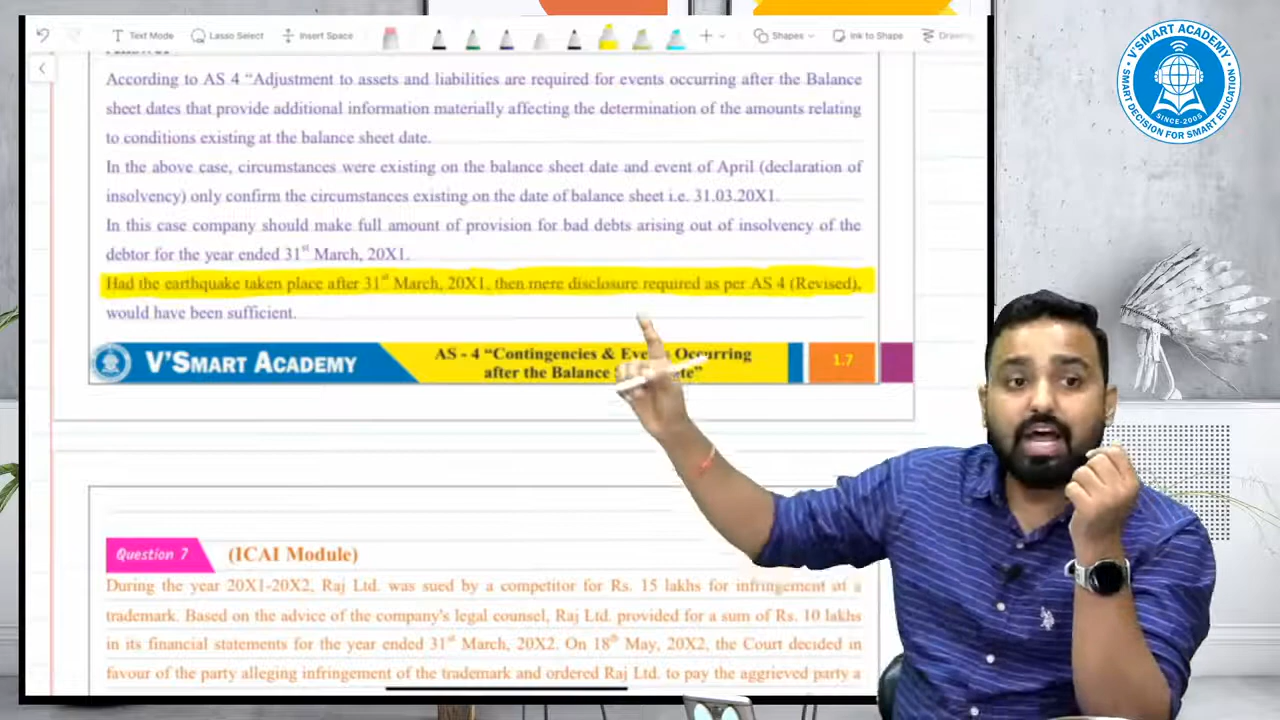 Text Mode
Lasso Select
Insert Space
Shapes
Ink to Shape
Drawing
According to AS 4 “Adjustment to assets and liabilities are required for events occurring after the Balance
sheet dates that provide additional information materially affecting the determination of the amounts relating
to conditions existing at the balance sheet date.
In the above case, circumstances were existing on the balance sheet date and event of April (declaration of
insolvency) only confirm the circumstances existing on the date of balance sheet i.e. 31.03.20X1.
In this case company should make full amount of provision for bad debts arising out of insolvency of the
debtor for the year ended 31st March, 20X1.
Had the earthquake taken place after 31st March, 20X1, then mere disclosure required as per AS 4 (Revised),
would have been sufficient.
V'SMART ACADEMY
AS - 4 “Contingencies & Eve Occurring
after the Balance
1.7
Question 7 (ICAI Module)
During the year 20X1-20X2, Raj Ltd. was sued by a competitor for Rs. 15 lakhs for infringement of a
trademark. Based on the advice of the company's legal counsel, Raj Ltd. provided for a sum of Rs. 10 lakhs
in its financial statements for the year ended 31st March, 20X2. On 18th May, 20X2, the Court decided in
favour of the party alleging infringement of the trademark and ordered Raj Ltd. to pay the aggrieved party a
V'SMART ACADEMY
SMART DECISION FOR SMART EDUCATION
SINCE-2005